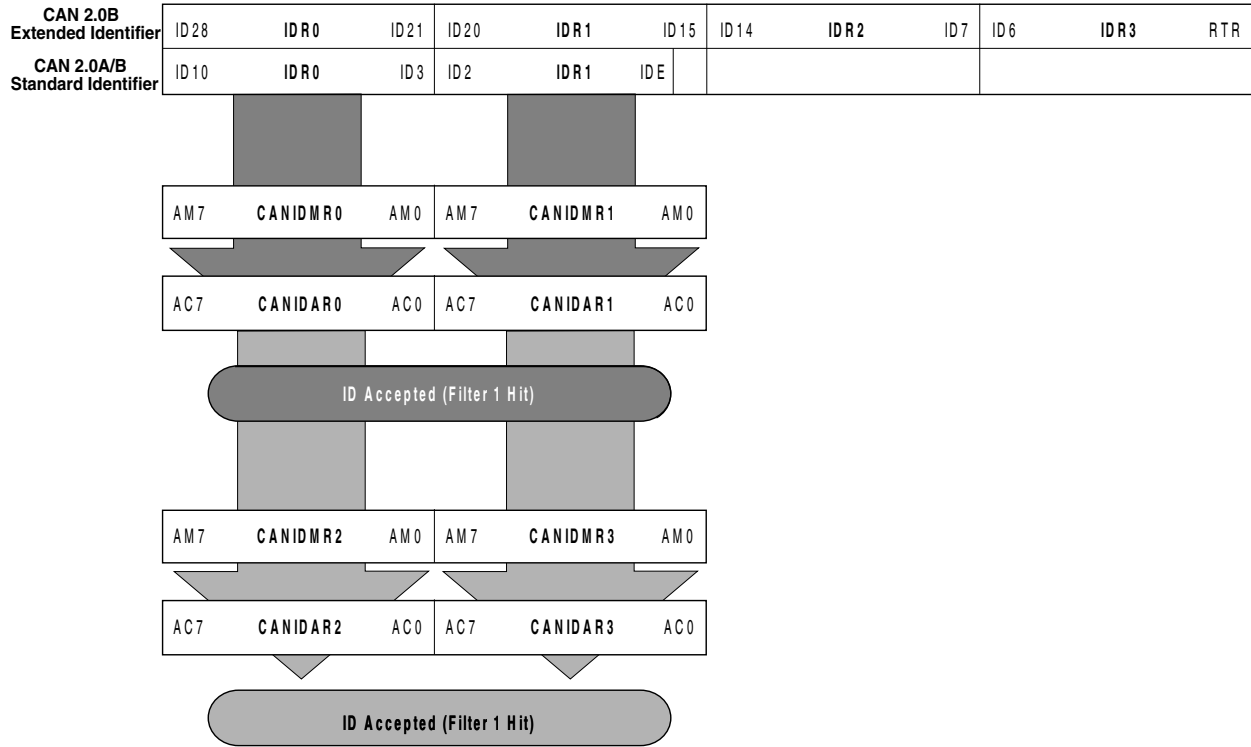 CAN 2.0B
Extended Identifier ID28 IDR0 ID21 ID20 IDR1 ID15 ID14 IDR2 ID7 ID6 IDR3 RTR
CAN 2.0A/B
Standard Identifier ID10 IDR0 ID3 ID2 IDR1 IDE
AM7 CANIDMR0 AM0 AM7 CANIDMR1 AM0
AC7 CANIDAR0 AC0 AC7 CANIDAR1 AC0
ID Accepted (Filter 1 Hit)
AM7 CANIDMR2 AM0 AM7 CANIDMR3 AM0
AC7 CANIDAR2 AC0 AC7 CANIDAR3 AC0
ID Accepted (Filter 1 Hit)